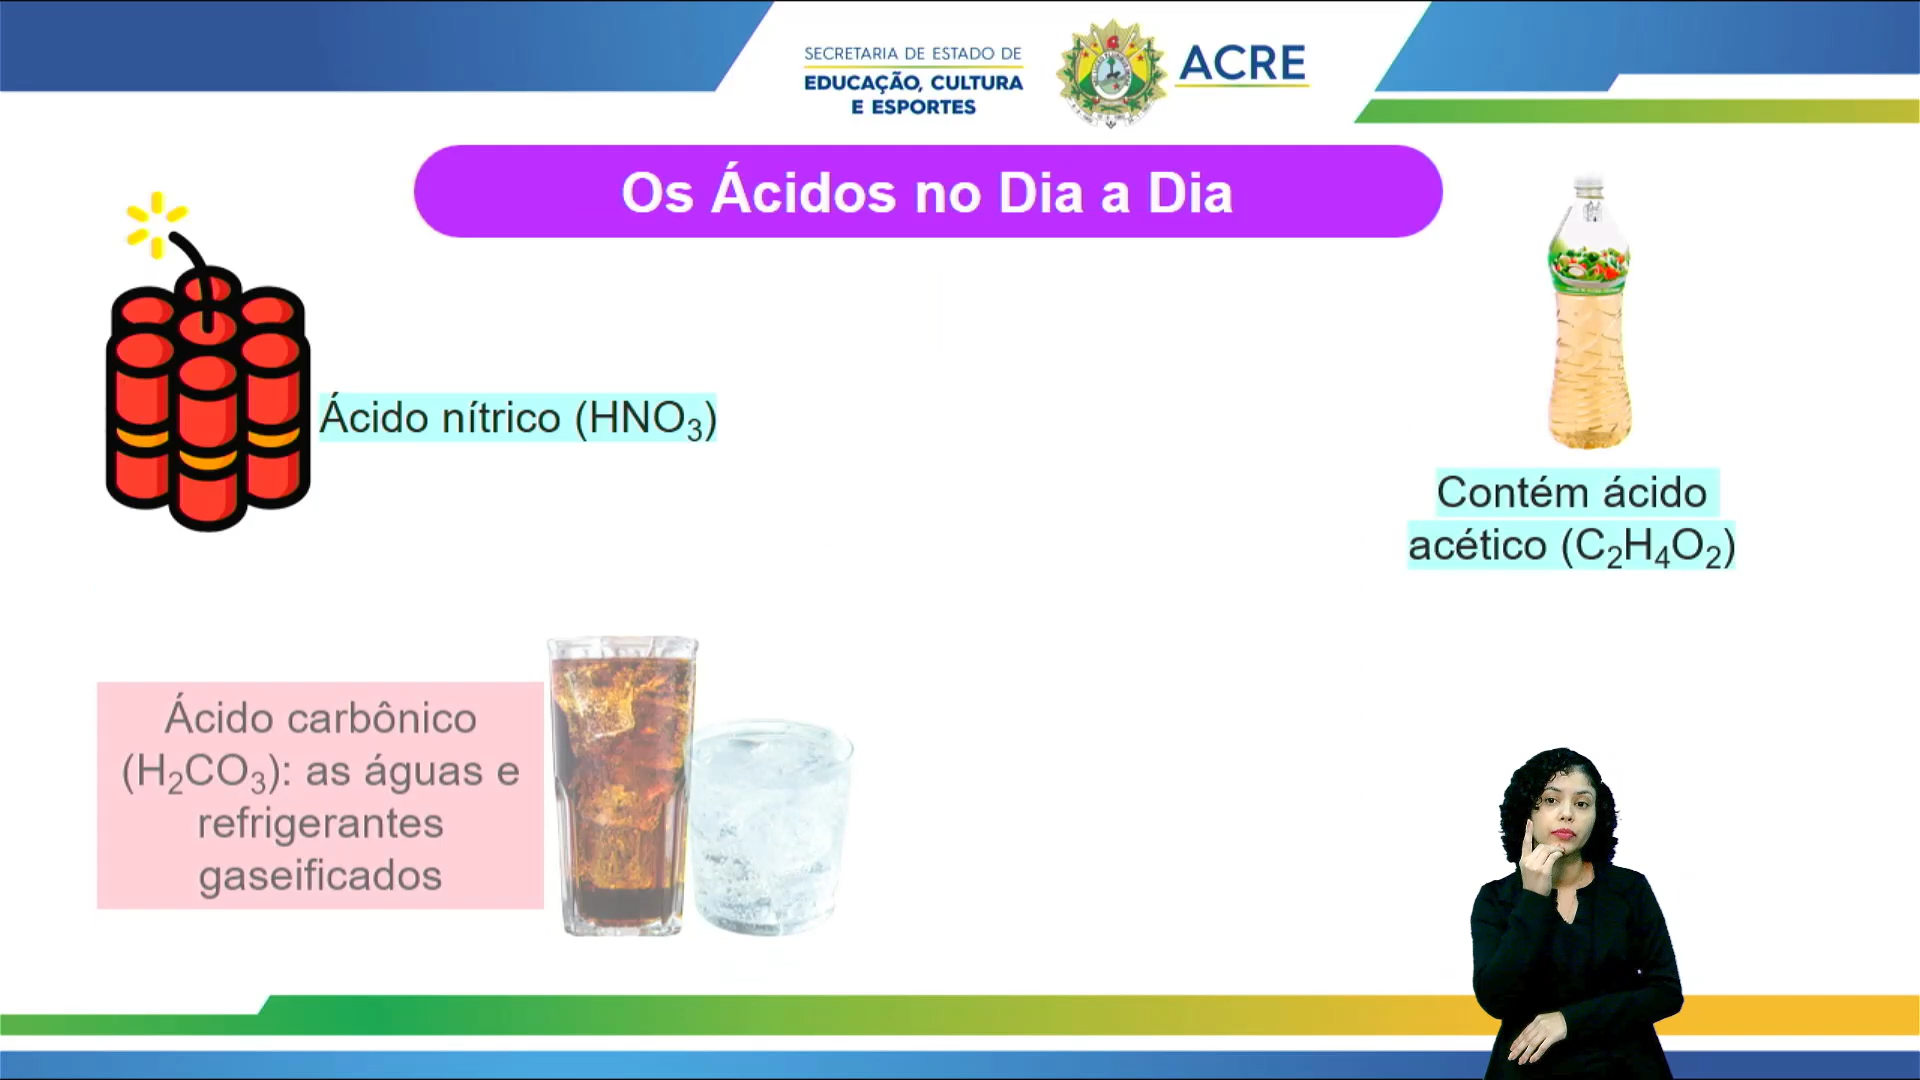 SECRETARIA DE ESTADO DE
EDUCAÇÃO, CULTURA
E ESPORTES
ACRE
Os Ácidos no Dia a Dia
Ácido nítrico (HNO₃)
Contém ácido
acético (C₂H₄O₂)
Ácido carbônico
(H₂CO₃): as águas e
refrigerantes
gaseificados